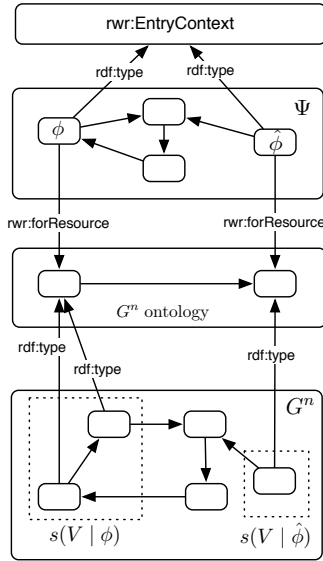 rwr:EntryContext
rdf:type rdf:type
Ψ
ϕ ϕ̂
rwr:forResource rwr:forResource
Gⁿ ontology
rdf:type rdf:type rdf:type
Gⁿ
s(V | ϕ) s(V | ϕ̂)